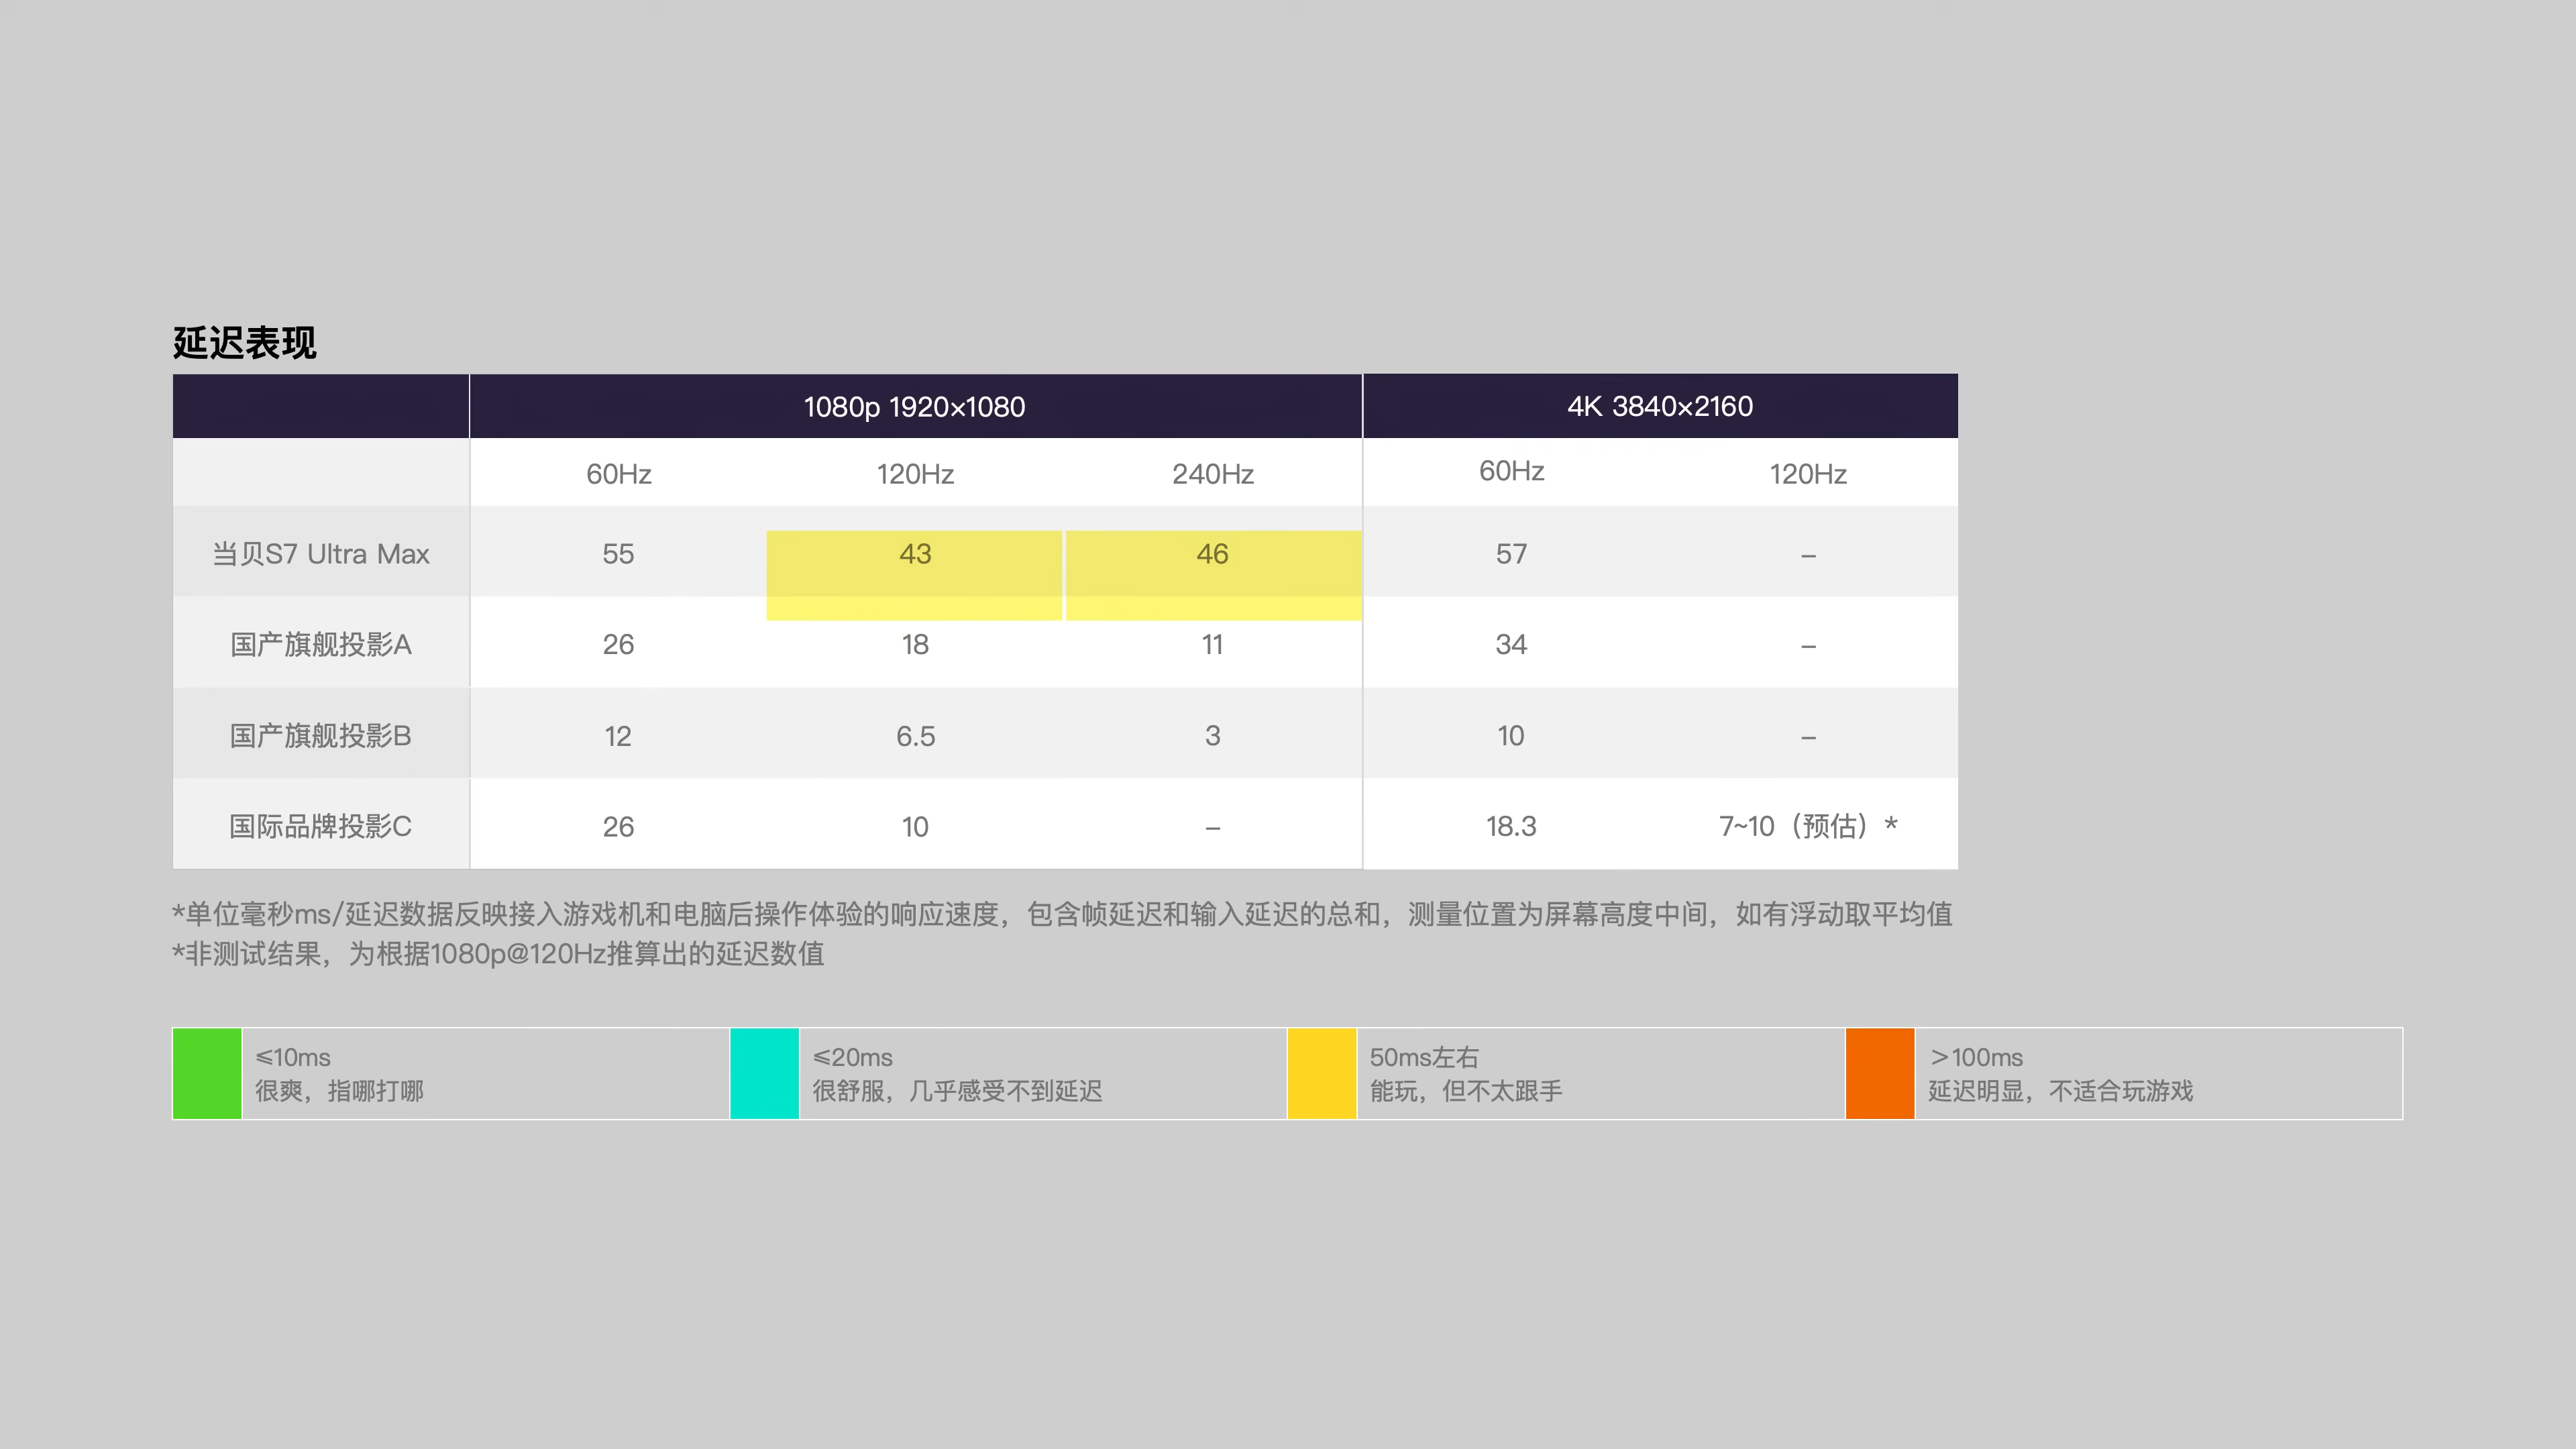 延迟表现
1080p 1920×1080 4K 3840×2160
60Hz 120Hz 240Hz 60Hz 120Hz
当贝S7 Ultra Max 55 43 46 57 –
国产旗舰投影A 26 18 11 34 –
国产旗舰投影B 12 6.5 3 10 –
国际品牌投影C 26 10 – 18.3 7~10（预估）*
*单位毫秒ms/延迟数据反映接入游戏机和电脑后操作体验的响应速度，包含帧延迟和输入延迟的总和，测量位置为屏幕高度中间，如有浮动取平均值
*非测试结果，为根据1080p@120Hz推算出的延迟数值
≤10ms
很爽，指哪打哪
≤20ms
很舒服，几乎感受不到延迟
50ms左右
能玩，但不太跟手
＞100ms
延迟明显，不适合玩游戏